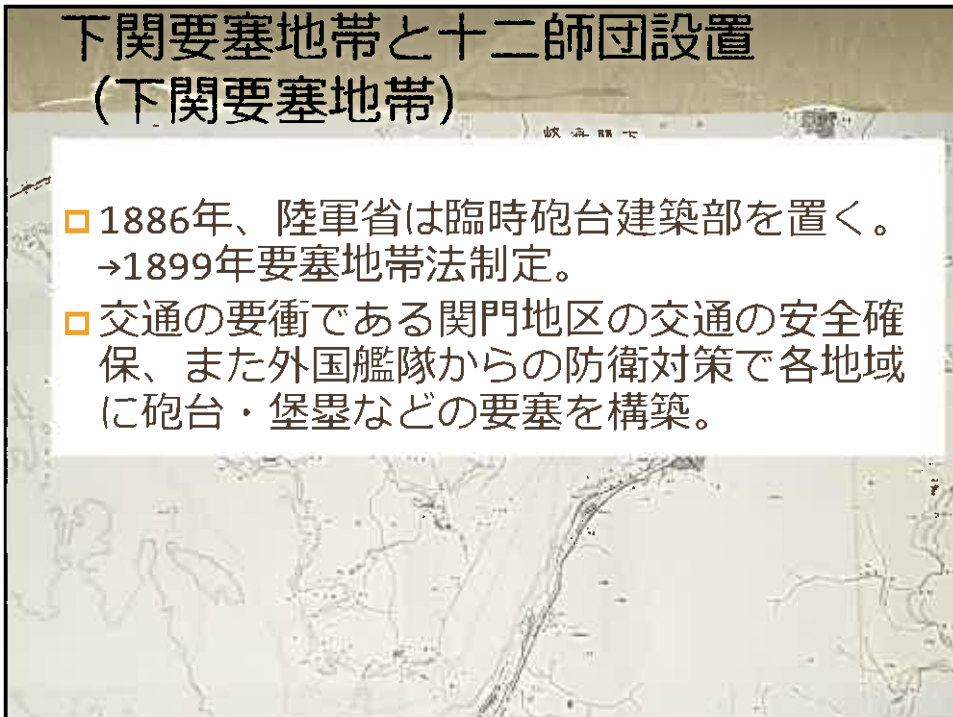 下関要塞地帯と十二師団設置
(下関要塞地帯)
岐海関下
1886年、陸軍省は臨時砲台建築部を置く。
→1899年要塞地帯法制定。
交通の要衝である関門地区の交通の安全確
保、また外国艦隊からの防衛対策で各地域
に砲台・堡塁などの要塞を構築。